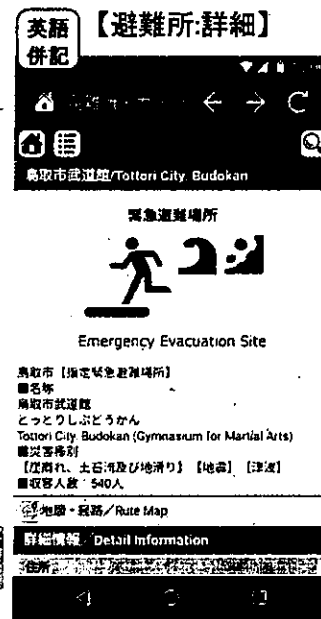 英語
併記
【避難所:詳細】
鳥取市武道館/Tottori City. Budokan
緊急避難場所
Emergency Evacuation Site
鳥取市【指定緊急避難場所】
■名称
鳥取市武道館
とっとりしぶどうかん
Tottori City. Budokan (Gymnasium for Martial Arts)
■災害種別
【崖崩れ、土石流及び地滑り】【地震】【津波】
■収容人数：540人
地図・経路／Rute Map
詳細情報／Detail Information
住所